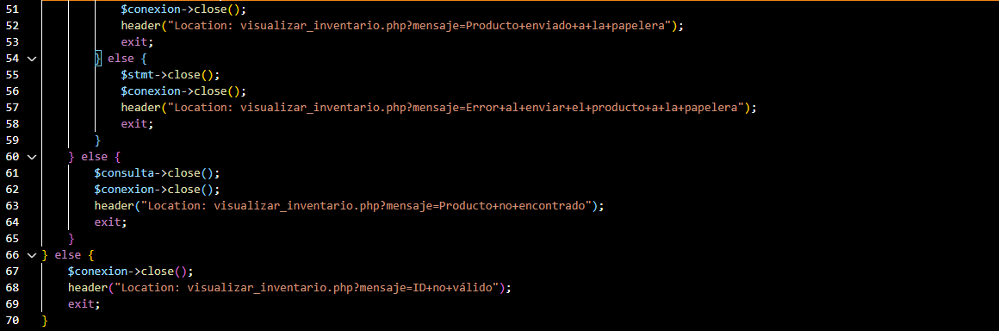 51 $conexion->close();
52 header("Location: visualizar_inventario.php?mensaje=Producto+enviado+a+la+papelera");
53 exit;
54 } else {
55 $stmt->close();
56 $conexion->close();
57 header("Location: visualizar_inventario.php?mensaje=Error+al+enviar+el+producto+a+la+papelera");
58 exit;
59 }
60 } else {
61 $consulta->close();
62 $conexion->close();
63 header("Location: visualizar_inventario.php?mensaje=Producto+no+encontrado");
64 exit;
65 }
66 } else {
67 $conexion->close();
68 header("Location: visualizar_inventario.php?mensaje=ID+no+válido");
69 exit;
70 }